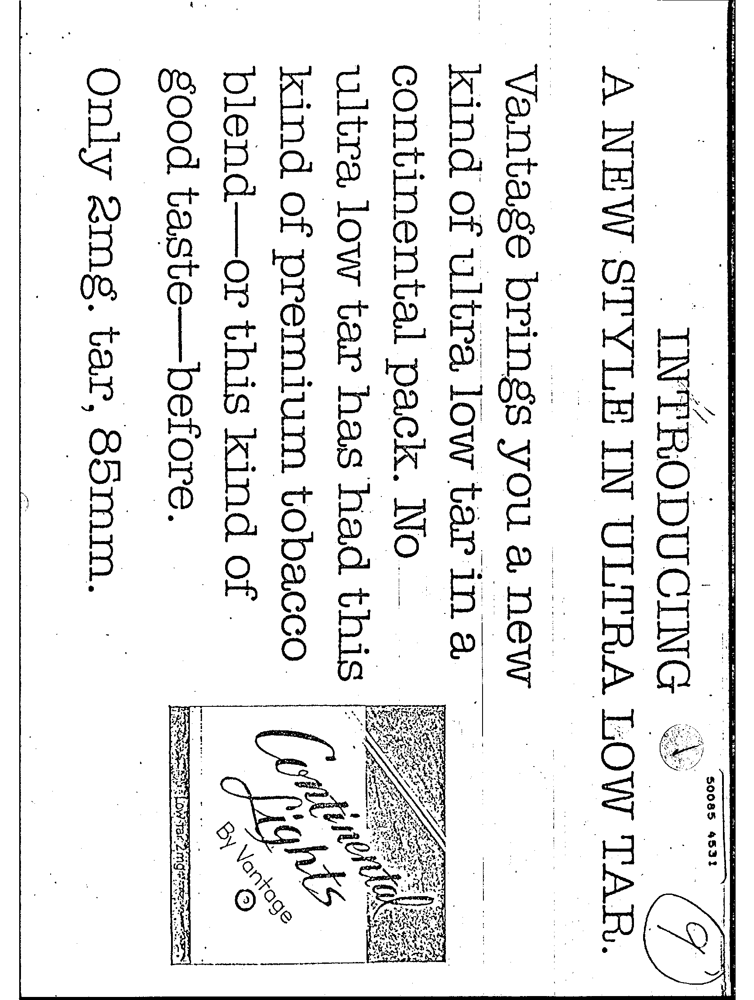 50085 4531
9
INTRODUCING
1
A NEW STYLE IN ULTRA LOW TAR.
Vantage brings you a new
kind of ultra low tar in a
continental pack. No
ultra low tar has had this
kind of premium tobacco
blend—or this kind of
good taste—before.
Only 2mg. tar, 85mm.
Continental
Lights
By Vantage
Low Tar 2mg